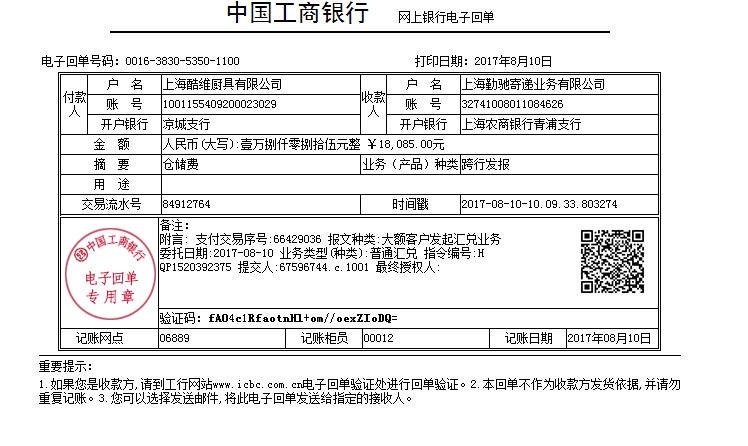 中国工商银行 网上银行电子回单
电子回单号码: 0016-3830-5350-1100 打印日期: 2017年8月10日
付款人 户 名 上海酷维厨具有限公司 收款人 户 名 上海勤驰寄递业务有限公司
账 号 1001155409200023029 账 号 32741008011084626
开户银行 凉城支行 开户银行 上海农商银行青浦支行
金 额 人民币(大写):壹万捌仟零捌拾伍元整 ￥18,085.00元
摘 要 仓储费 业务（产品）种类 跨行发报
用 途
交易流水号 84912764 时间戳 2017-08-10-10.09.33.803274
中国工商银行
电子回单
专用章
备注:
附言: 支付交易序号:66429036 报文种类:大额客户发起汇兑业务
委托日期:2017-08-10 业务类型(种类):普通汇兑 指令编号:H
QP1520392375 提交人:67596744.c.1001 最终授权人:
验证码: fAO4c1RfaotnHL+om//oexZIoDQ=
记账网点 06889 记账柜员 00012 记账日期 2017年08月10日
重要提示:
1.如果您是收款方,请到工行网站www.icbc.com.cn电子回单验证处进行回单验证。2.本回单不作为收款方发货依据,并请勿
重复记账。3.您可以选择发送邮件,将此电子回单发送给指定的接收人。